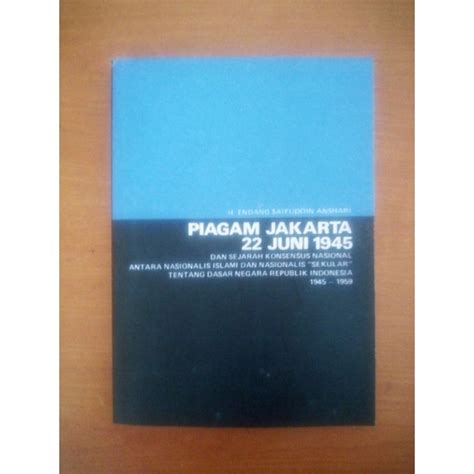 H. ENDANG SAIFUDDIN ANSHARI
PIAGAM JAKARTA
22 JUNI 1945
DAN SEJARAH KONSENSUS NASIONAL
ANTARA NASIONALIS ISLAMI DAN NASIONALIS "SEKULAR"
TENTANG DASAR NEGARA REPUBLIK INDONESIA
1945 – 1959